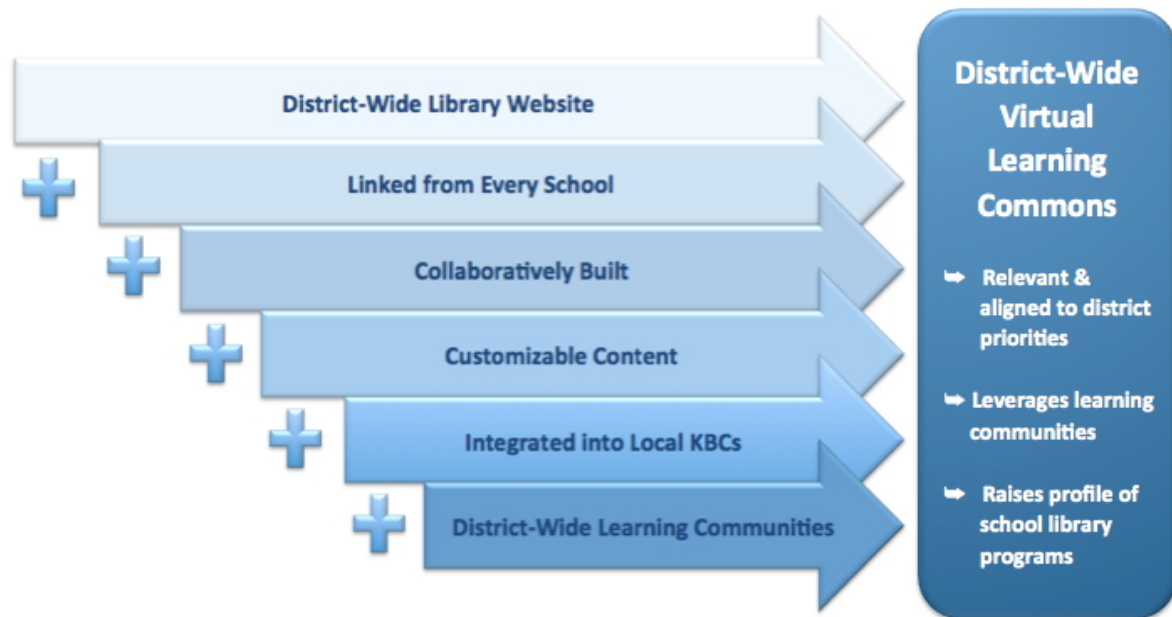 District-Wide Library Website
Linked from Every School
Collaboratively Built
Customizable Content
Integrated into Local KBCs
District-Wide Learning Communities
District-Wide
Virtual
Learning
Commons
➥ Relevant &
aligned to district
priorities
➥ Leverages learning
communities
➥ Raises profile of
school library
programs